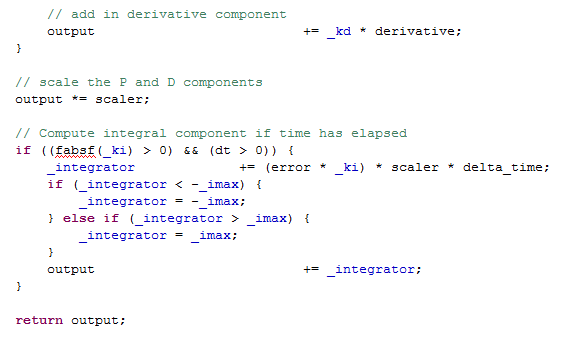 // add in derivative component
output += _kd * derivative;
}
// scale the P and D components
output *= scaler;
// Compute integral component if time has elapsed
if ((fabsf(_ki) > 0) && (dt > 0)) {
_integrator += (error * _ki) * scaler * delta_time;
if (_integrator < -_imax) {
_integrator = -_imax;
} else if (_integrator > _imax) {
_integrator = _imax;
}
output += _integrator;
}
return output;